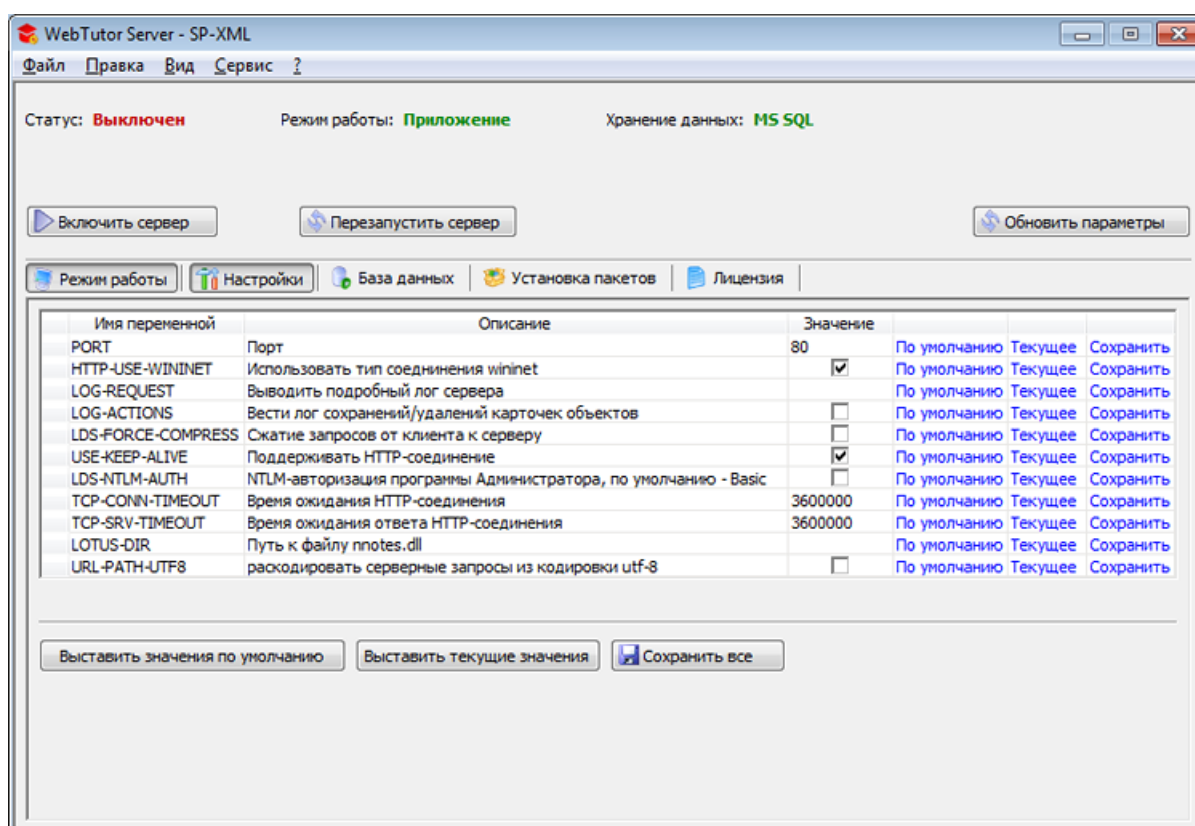 WebTutor Server - SP-XML
Файл Правка Вид Сервис ?
Статус: Выключен Режим работы: Приложение Хранение данных: MS SQL
Включить сервер Перезапустить сервер Обновить параметры
Режим работы Настройки База данных Установка пакетов Лицензия
Имя переменной Описание Значение
PORT Порт 80 По умолчанию Текущее Сохранить
HTTP-USE-WININET Использовать тип соеднинения wininet По умолчанию Текущее Сохранить
LOG-REQUEST Выводить подробный лог сервера По умолчанию Текущее Сохранить
LOG-ACTIONS Вести лог сохранений/удалений карточек объектов По умолчанию Текущее Сохранить
LDS-FORCE-COMPRESS Сжатие запросов от клиента к серверу По умолчанию Текущее Сохранить
USE-KEEP-ALIVE Поддерживать HTTP-соединение По умолчанию Текущее Сохранить
LDS-NTLM-AUTH NTLM-авторизация программы Администратора, по умолчанию - Basic По умолчанию Текущее Сохранить
TCP-CONN-TIMEOUT Время ожидания HTTP-соединения 3600000 По умолчанию Текущее Сохранить
TCP-SRV-TIMEOUT Время ожидания ответа HTTP-соединения 3600000 По умолчанию Текущее Сохранить
LOTUS-DIR Путь к файлу nnotes.dll По умолчанию Текущее Сохранить
URL-PATH-UTF8 раскодировать серверные запросы из кодировки utf-8 По умолчанию Текущее Сохранить
Выставить значения по умолчанию Выставить текущие значения Сохранить все